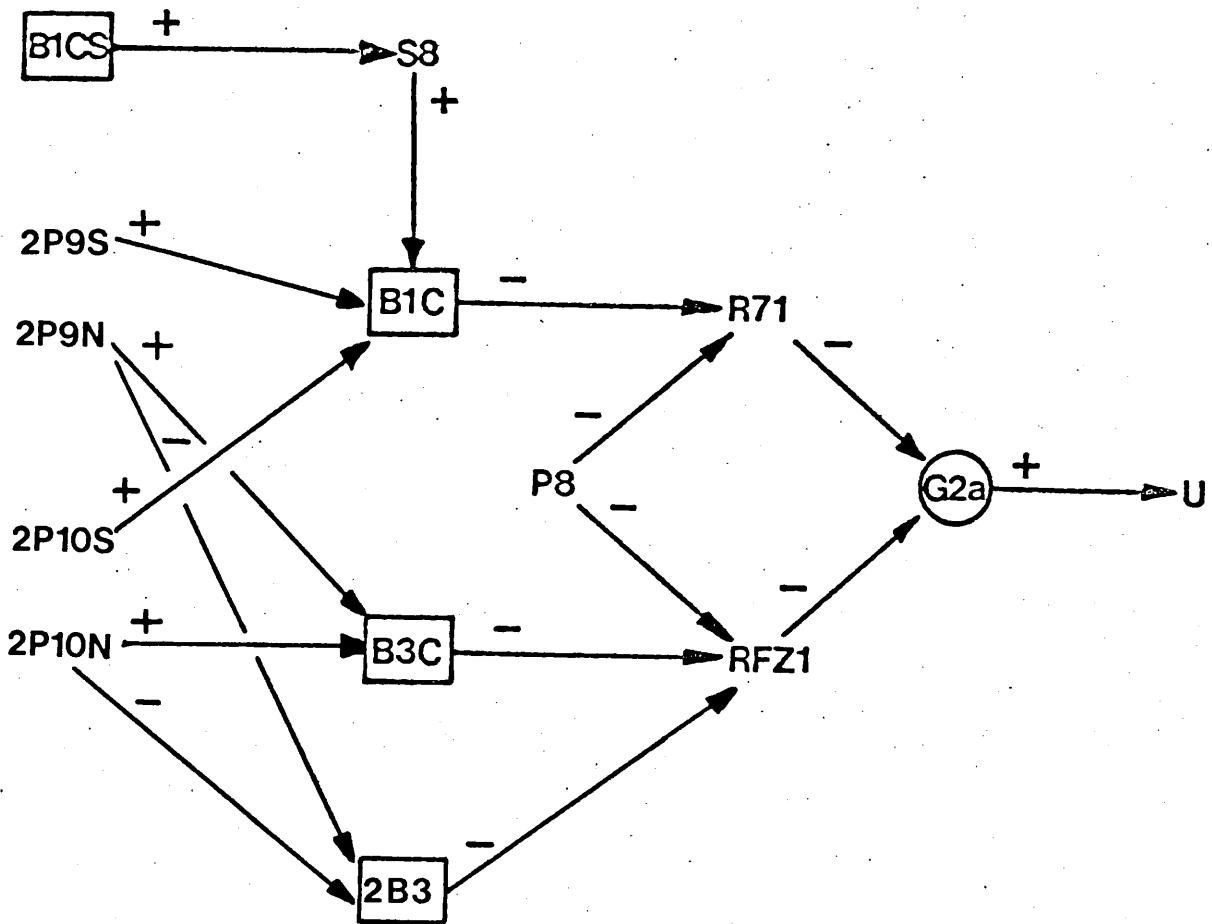 B1CS + S8
+
2P9S +
B1C - R71
2P9N + -
-
- P8 -
2P10S +
G2a + U
2P10N + B3C - RFZ1
-
-
2B3 -